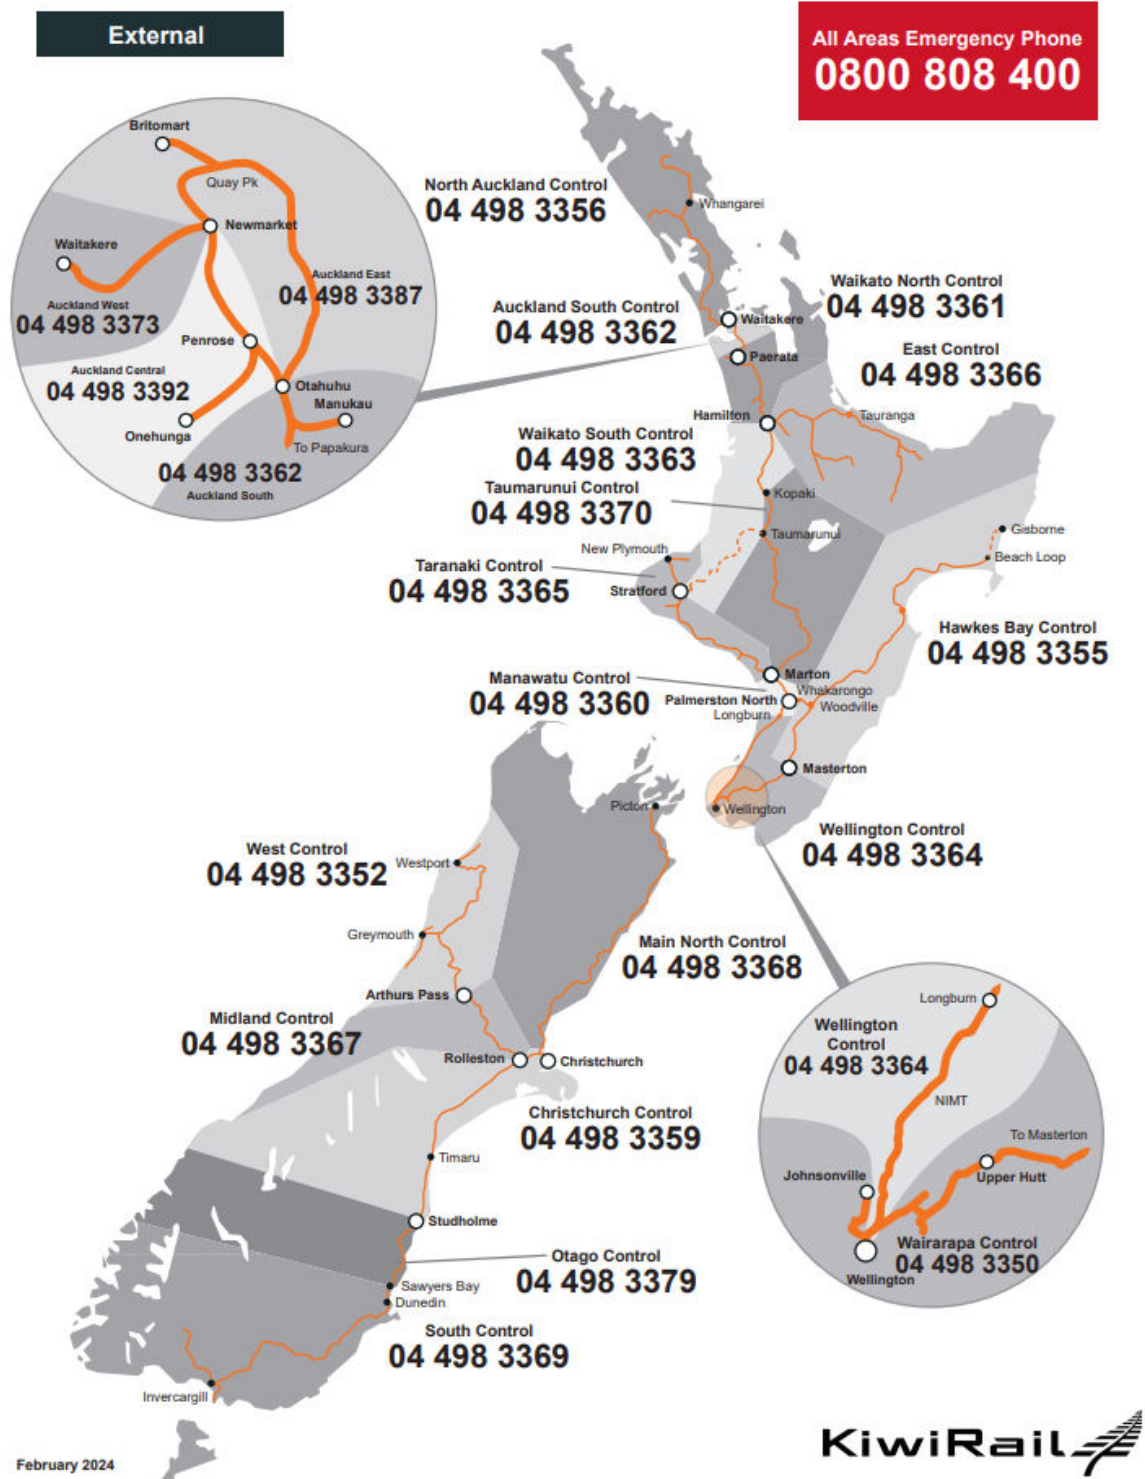 External
All Areas Emergency Phone
0800 808 400
Britomart
Quay Pk
Newmarket
Waitakere
Auckland East
04 498 3387
Auckland West
04 498 3373
Penrose
Auckland Central
04 498 3392
Otahuhu
Manukau
Onehunga
To Papakura
04 498 3362
Auckland South
North Auckland Control
04 498 3356
Whangarei
Auckland South Control
04 498 3362
Waitakere
Waikato North Control
04 498 3361
Paerata
East Control
04 498 3366
Hamilton
Tauranga
Waikato South Control
04 498 3363
Taumarunui Control
04 498 3370
Kopaki
Taumarunui
Gisborne
Beach Loop
New Plymouth
Taranaki Control
04 498 3365
Stratford
Hawkes Bay Control
04 498 3355
Manawatu Control
04 498 3360
Marton
Whakarongo
Palmerston North
Woodville
Longburn
Masterton
Wellington
Wellington Control
04 498 3364
Picton
West Control
04 498 3352
Westport
Greymouth
Main North Control
04 498 3368
Arthurs Pass
Midland Control
04 498 3367
Rolleston
Christchurch
Christchurch Control
04 498 3359
Timaru
Studholme
Otago Control
04 498 3379
Sawyers Bay
Dunedin
South Control
04 498 3369
Invercargill
Longburn
Wellington
Control
04 498 3364
NIMT
To Masterton
Johnsonville
Upper Hutt
Wairarapa Control
04 498 3350
Wellington
February 2024
KiwiRail